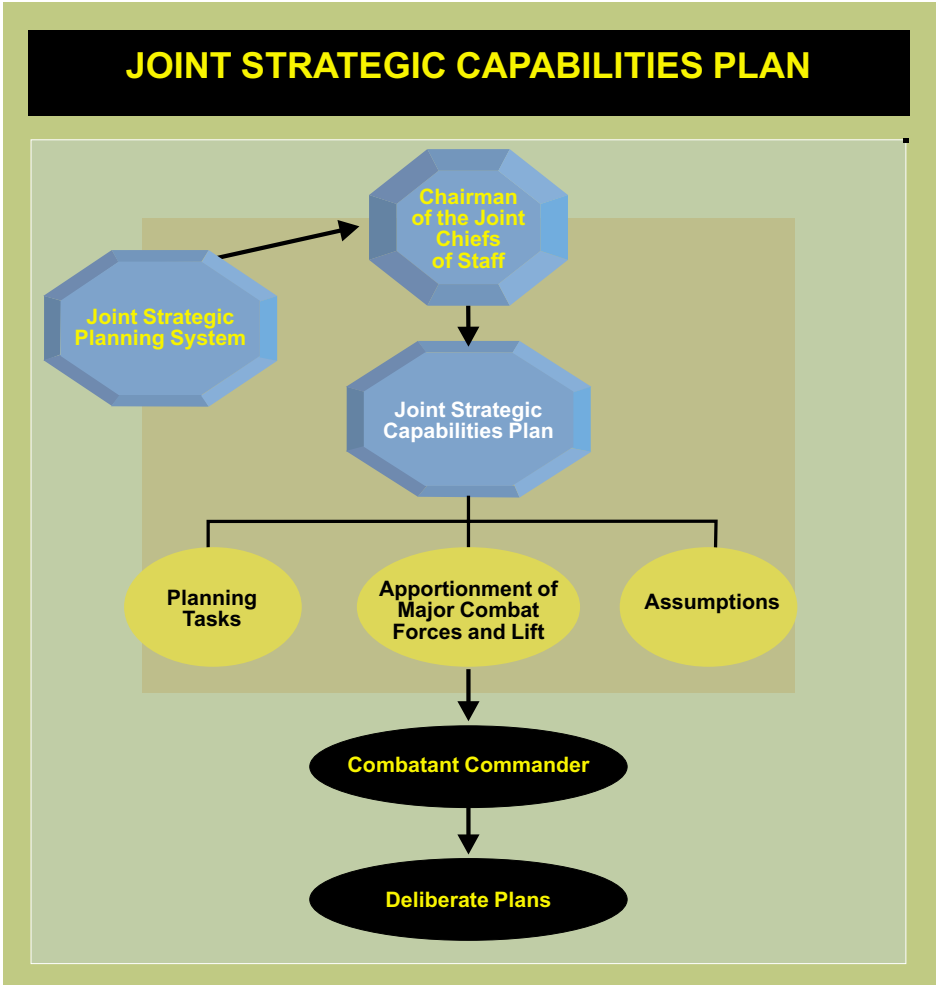 JOINT STRATEGIC CAPABILITIES PLAN
Chairman
of the Joint
Chiefs
of Staff
Joint Strategic
Planning System
Joint Strategic
Capabilities Plan
Planning
Tasks
Apportionment of
Major Combat
Forces and Lift
Assumptions
Combatant Commander
Deliberate Plans